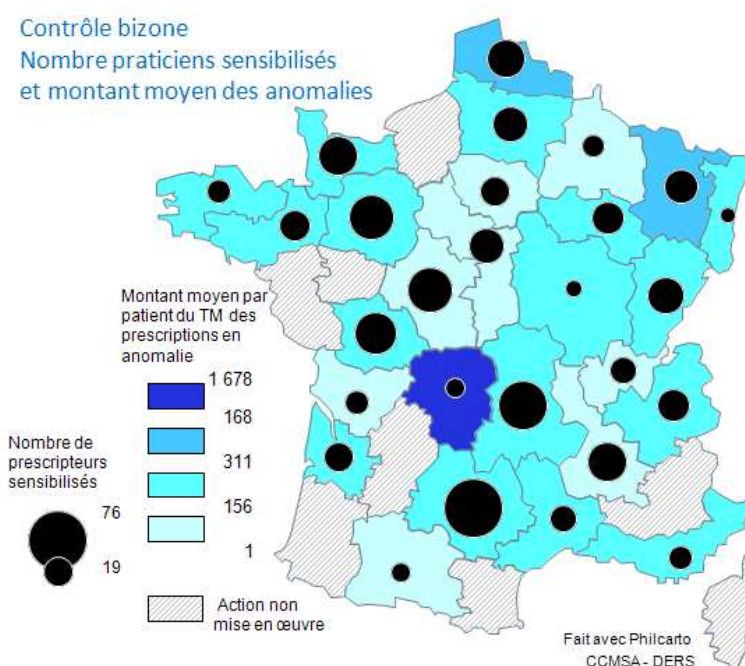 Contrôle bizone
Nombre praticiens sensibilisés
et montant moyen des anomalies
Montant moyen par
patient du TM des
prescriptions en
anomalie
1 678
168
311
156
1
Nombre de
prescripteurs
sensibilisés
76
19
Action non
mise en œuvre
Fait avec Philcarto
CCMSA - DERS